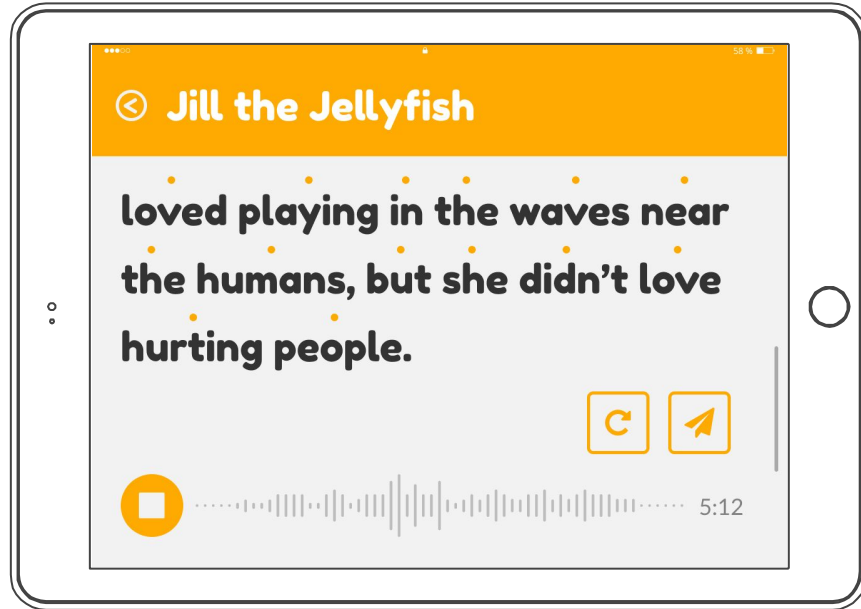 58 %
Jill the Jellyfish
loved playing in the waves near
the humans, but she didn’t love
hurting people.
5:12